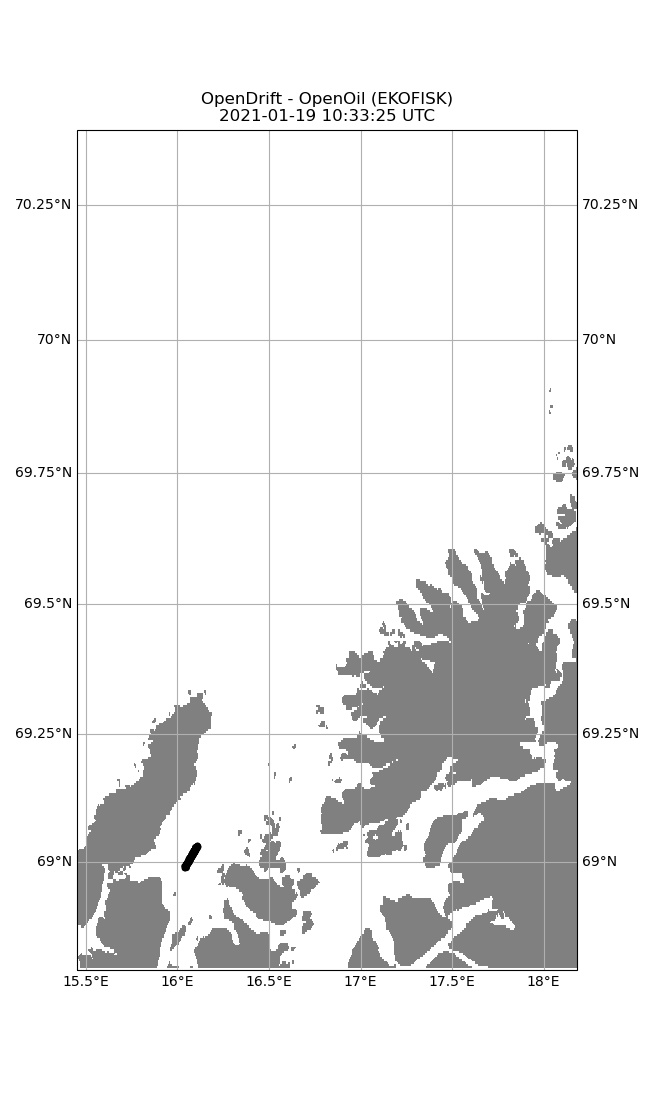 OpenDrift - OpenOil (EKOFISK)
2021-01-19 10:33:25 UTC
70.25°N 70.25°N
70°N 70°N
69.75°N 69.75°N
69.5°N 69.5°N
69.25°N 69.25°N
69°N 69°N
15.5°E 16°E 16.5°E 17°E 17.5°E 18°E